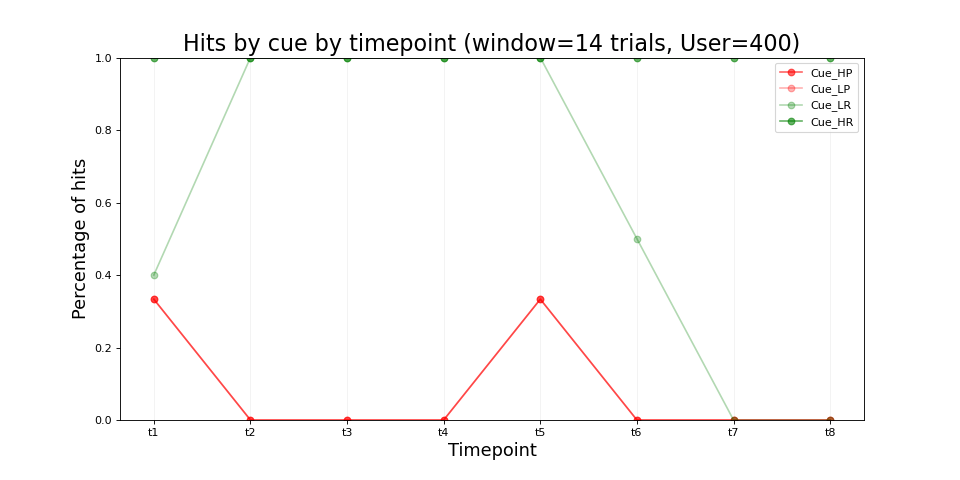 Hits by cue by timepoint (window=14 trials, User=400)
Percentage of hits
1.0
0.8
0.6
0.4
0.2
0.0
Cue_HP
Cue_LP
Cue_LR
Cue_HR
t1 t2 t3 t4 t5 t6 t7 t8
Timepoint